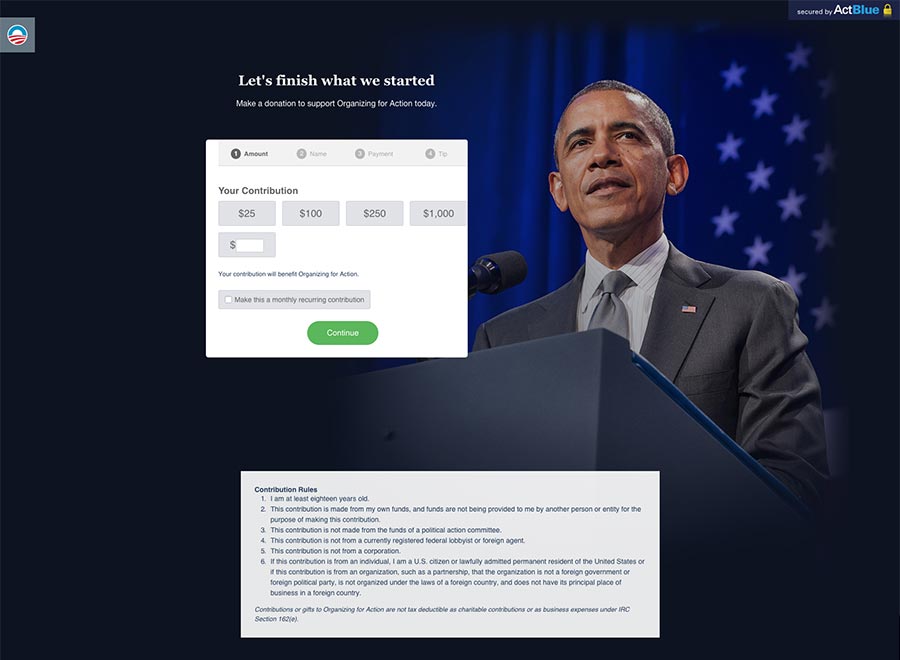 secured by ActBlue
Let's finish what we started
Make a donation to support Organizing for Action today.
1 Amount 2 Name 3 Payment 4 Tip
Your Contribution
$25 $100 $250 $1,000
$
Your contribution will benefit Organizing for Action.
Make this a monthly recurring contribution
Continue
Contribution Rules
1. I am at least eighteen years old.
2. This contribution is made from my own funds, and funds are not being provided to me by another person or entity for the
purpose of making this contribution.
3. This contribution is not made from the funds of a political action committee.
4. This contribution is not from a currently registered federal lobbyist or foreign agent.
5. This contribution is not from a corporation.
6. If this contribution is from an individual, I am a U.S. citizen or lawfully admitted permanent resident of the United States or
if this contribution is from an organization, such as a partnership, that the organization is not a foreign government or
foreign political party, is not organized under the laws of a foreign country, and does not have its principal place of
business in a foreign country.
Contributions or gifts to Organizing for Action are not tax deductible as charitable contributions or as business expenses under IRC
Section 162(e).